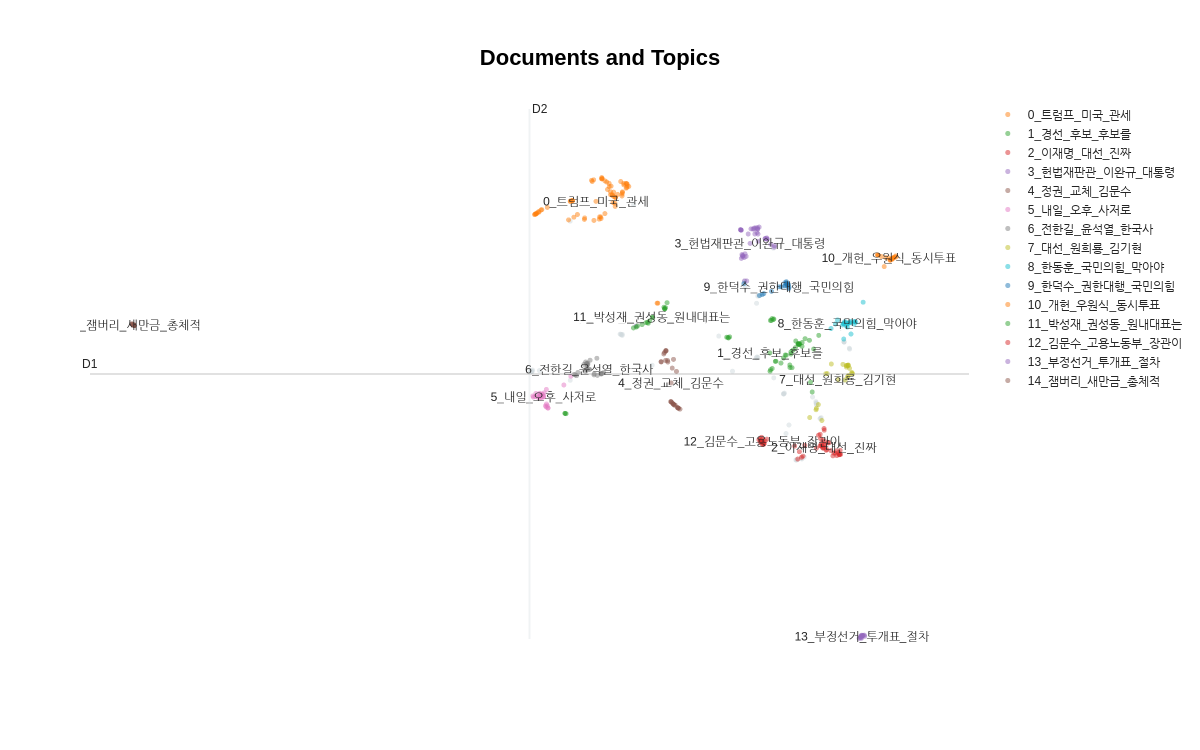 Documents and Topics
D2
0_트럼프_미국_관세
3_헌법재판관_이완규_대통령
10_개헌_우원식_동시투표
9_한덕수_권한대행_국민의힘
11_박성재_권성동_원내대표는
8_한동훈_국민의힘_막아야
_잼버리_새만금_총체적
1_경선_후보_후보를
D1
6_전한길_윤석열_한국사
4_정권_교체_김문수
7_대선_원희룡_김기현
5_내일_오후_사저로
12_김문수_고용노동부_장관이
2_이재명_대선_진짜
13_부정선거_투개표_절차
0_트럼프_미국_관세
1_경선_후보_후보를
2_이재명_대선_진짜
3_헌법재판관_이완규_대통령
4_정권_교체_김문수
5_내일_오후_사저로
6_전한길_윤석열_한국사
7_대선_원희룡_김기현
8_한동훈_국민의힘_막아야
9_한덕수_권한대행_국민의힘
10_개헌_우원식_동시투표
11_박성재_권성동_원내대표는
12_김문수_고용노동부_장관이
13_부정선거_투개표_절차
14_잼버리_새만금_총체적